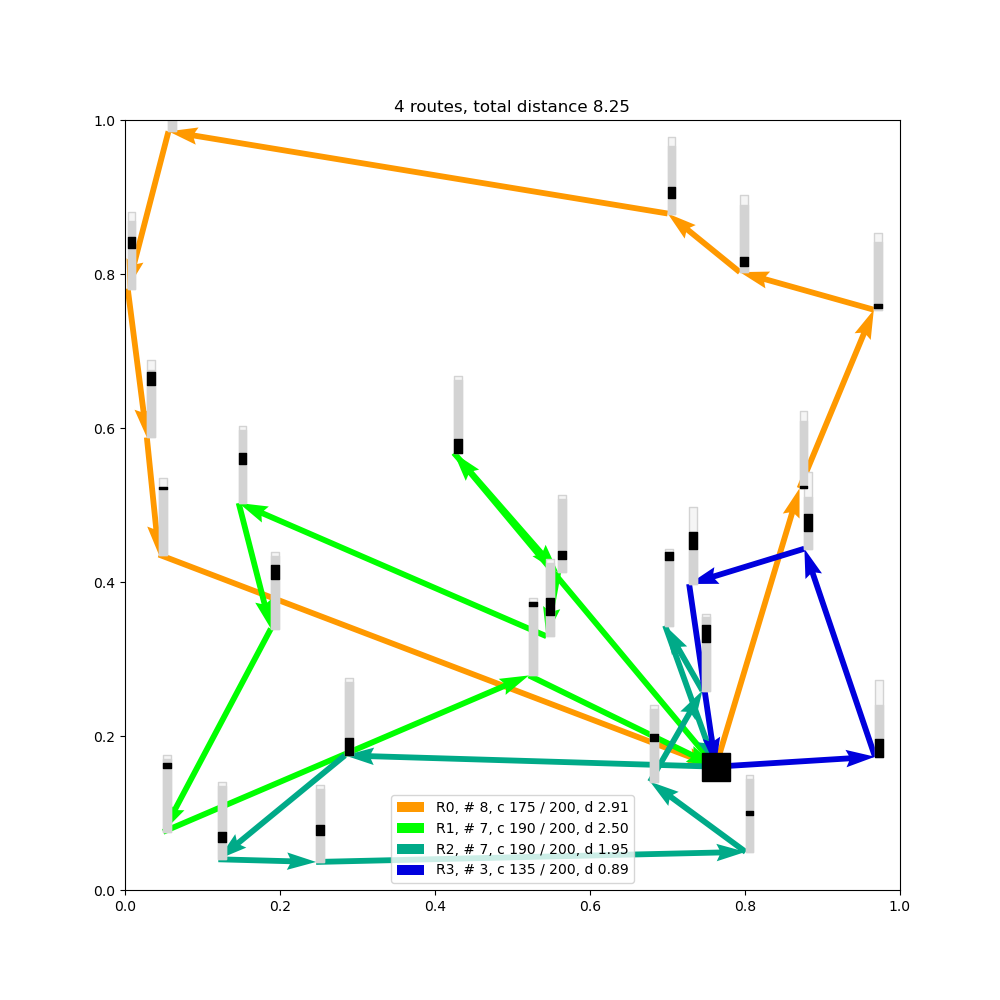 4 routes, total distance 8.25
1.0
0.8
0.6
0.4
0.2
0.0
R0, # 8, c 175 / 200, d 2.91
R1, # 7, c 190 / 200, d 2.50
R2, # 7, c 190 / 200, d 1.95
R3, # 3, c 135 / 200, d 0.89
0.0 0.2 0.4 0.6 0.8 1.0